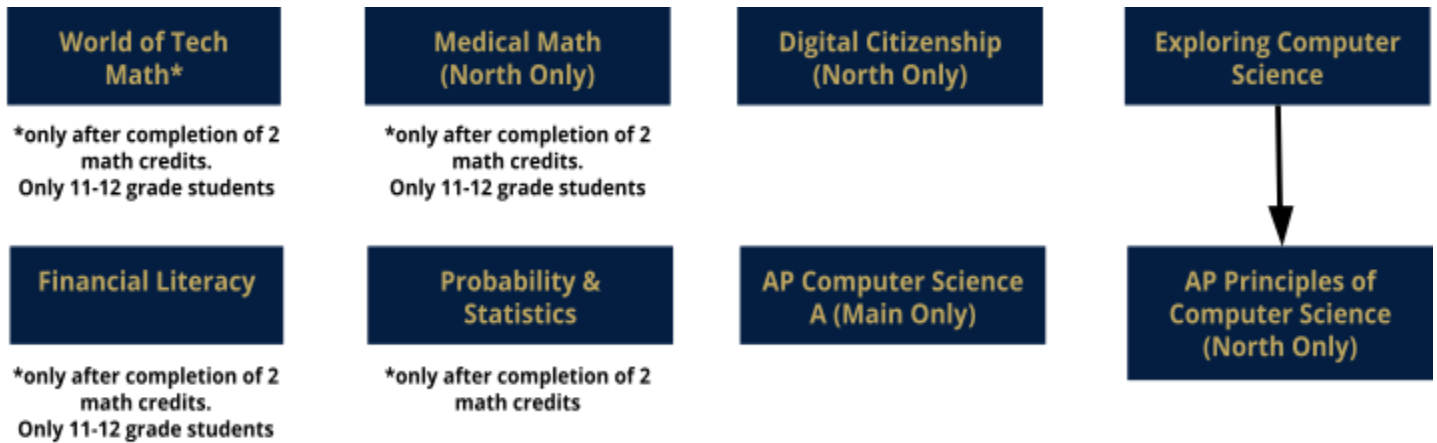 World of Tech
Math*
*only after completion of 2
math credits.
Only 11-12 grade students
Medical Math
(North Only)
*only after completion of 2
math credits.
Only 11-12 grade students
Digital Citizenship
(North Only)
Exploring Computer
Science
Financial Literacy
*only after completion of 2
math credits.
Only 11-12 grade students
Probability &
Statistics
*only after completion of 2
math credits
AP Computer Science
A (Main Only)
AP Principles of
Computer Science
(North Only)